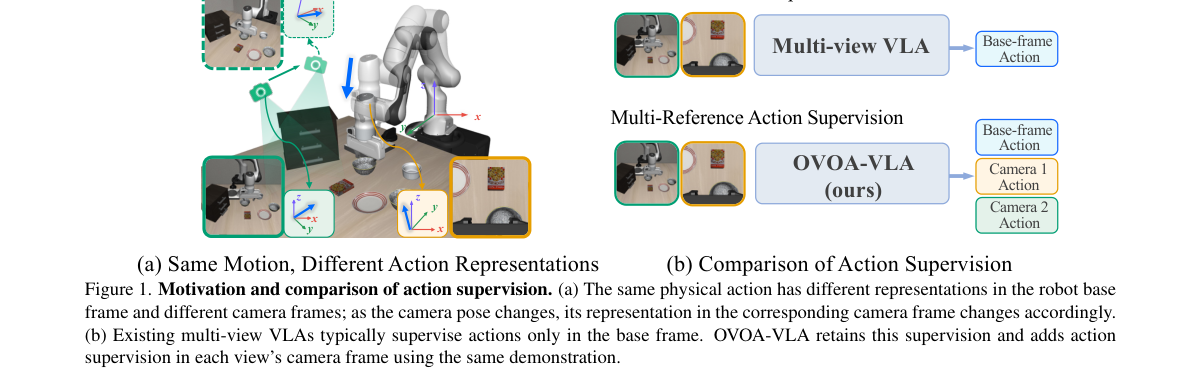 x
y
z
x
y
z
x
y
z
y
x
Multi-view VLA
Base-frame
Action
Multi-Reference Action Supervision
OVOA-VLA
(ours)
Base-frame
Action
Camera 1
Action
Camera 2
Action
(a) Same Motion, Different Action Representations
(b) Comparison of Action Supervision
Figure 1. Motivation and comparison of action supervision. (a) The same physical action has different representations in the robot base
frame and different camera frames; as the camera pose changes, its representation in the corresponding camera frame changes accordingly.
(b) Existing multi-view VLAs typically supervise actions only in the base frame. OVOA-VLA retains this supervision and adds action
supervision in each view’s camera frame using the same demonstration.